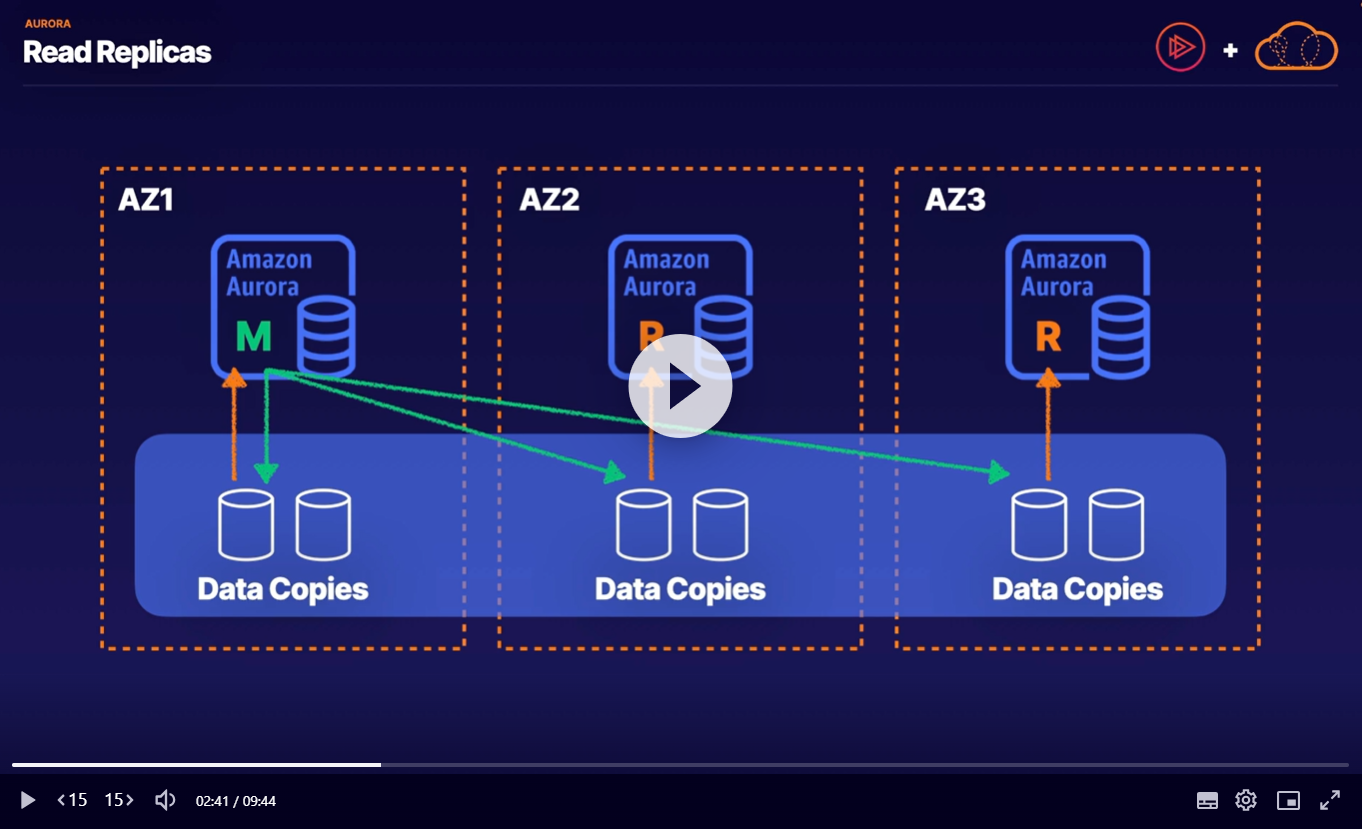 AURORA
Read Replicas
+
AZ1
AZ2
AZ3
Amazon
Aurora
M
Amazon
Aurora
R
Amazon
Aurora
R
Data Copies
Data Copies
Data Copies
15
15
02:41 / 09:44